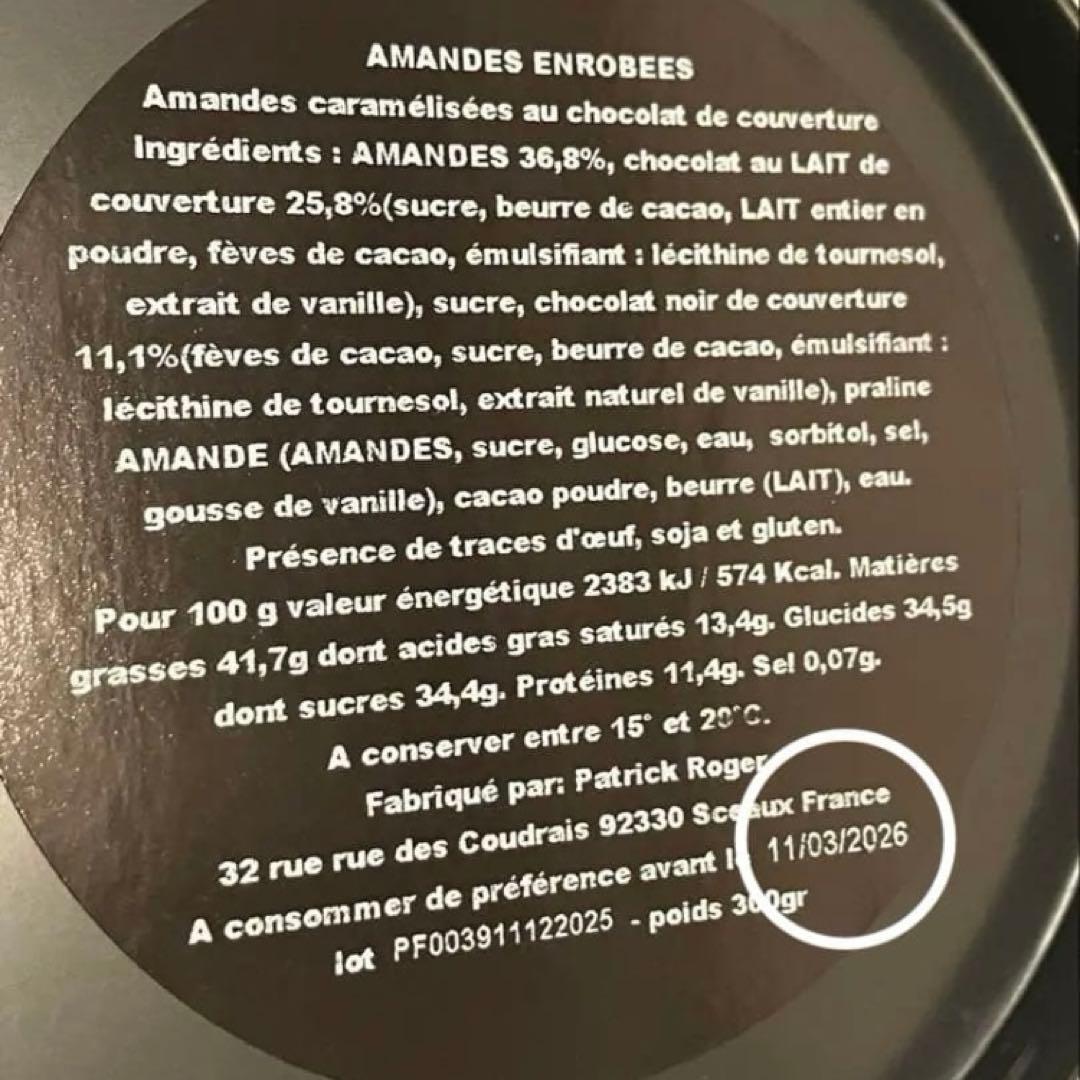 AMANDES ENROBEES
Amandes caramélisées au chocolat de couverture
Ingrédients : AMANDES 36,8%, chocolat au LAIT de
couverture 25,8%(sucre, beurre de cacao, LAIT entier en
poudre, fèves de cacao, émulsifiant : lécithine de tournesol,
extrait de vanille), sucre, chocolat noir de couverture
11,1%(fèves de cacao, sucre, beurre de cacao, émulsifiant :
lécithine de tournesol, extrait naturel de vanille), praline
AMANDE (AMANDES, sucre, glucose, eau, sorbitol, sel,
gousse de vanille), cacao poudre, beurre (LAIT), eau.
Présence de traces d'œuf, soja et gluten.
Pour 100 g valeur énergétique 2383 kJ / 574 Kcal. Matières
grasses 41,7g dont acides gras saturés 13,4g. Glucides 34,5g
dont sucres 34,4g. Protéines 11,4g. Sel 0,07g.
A conserver entre 15° et 20°C.
Fabriqué par: Patrick Roger
32 rue rue des Coudrais 92330 Sceaux France
A consommer de préférence avant le 11/03/2026
lot PF003911122025 - poids 300gr